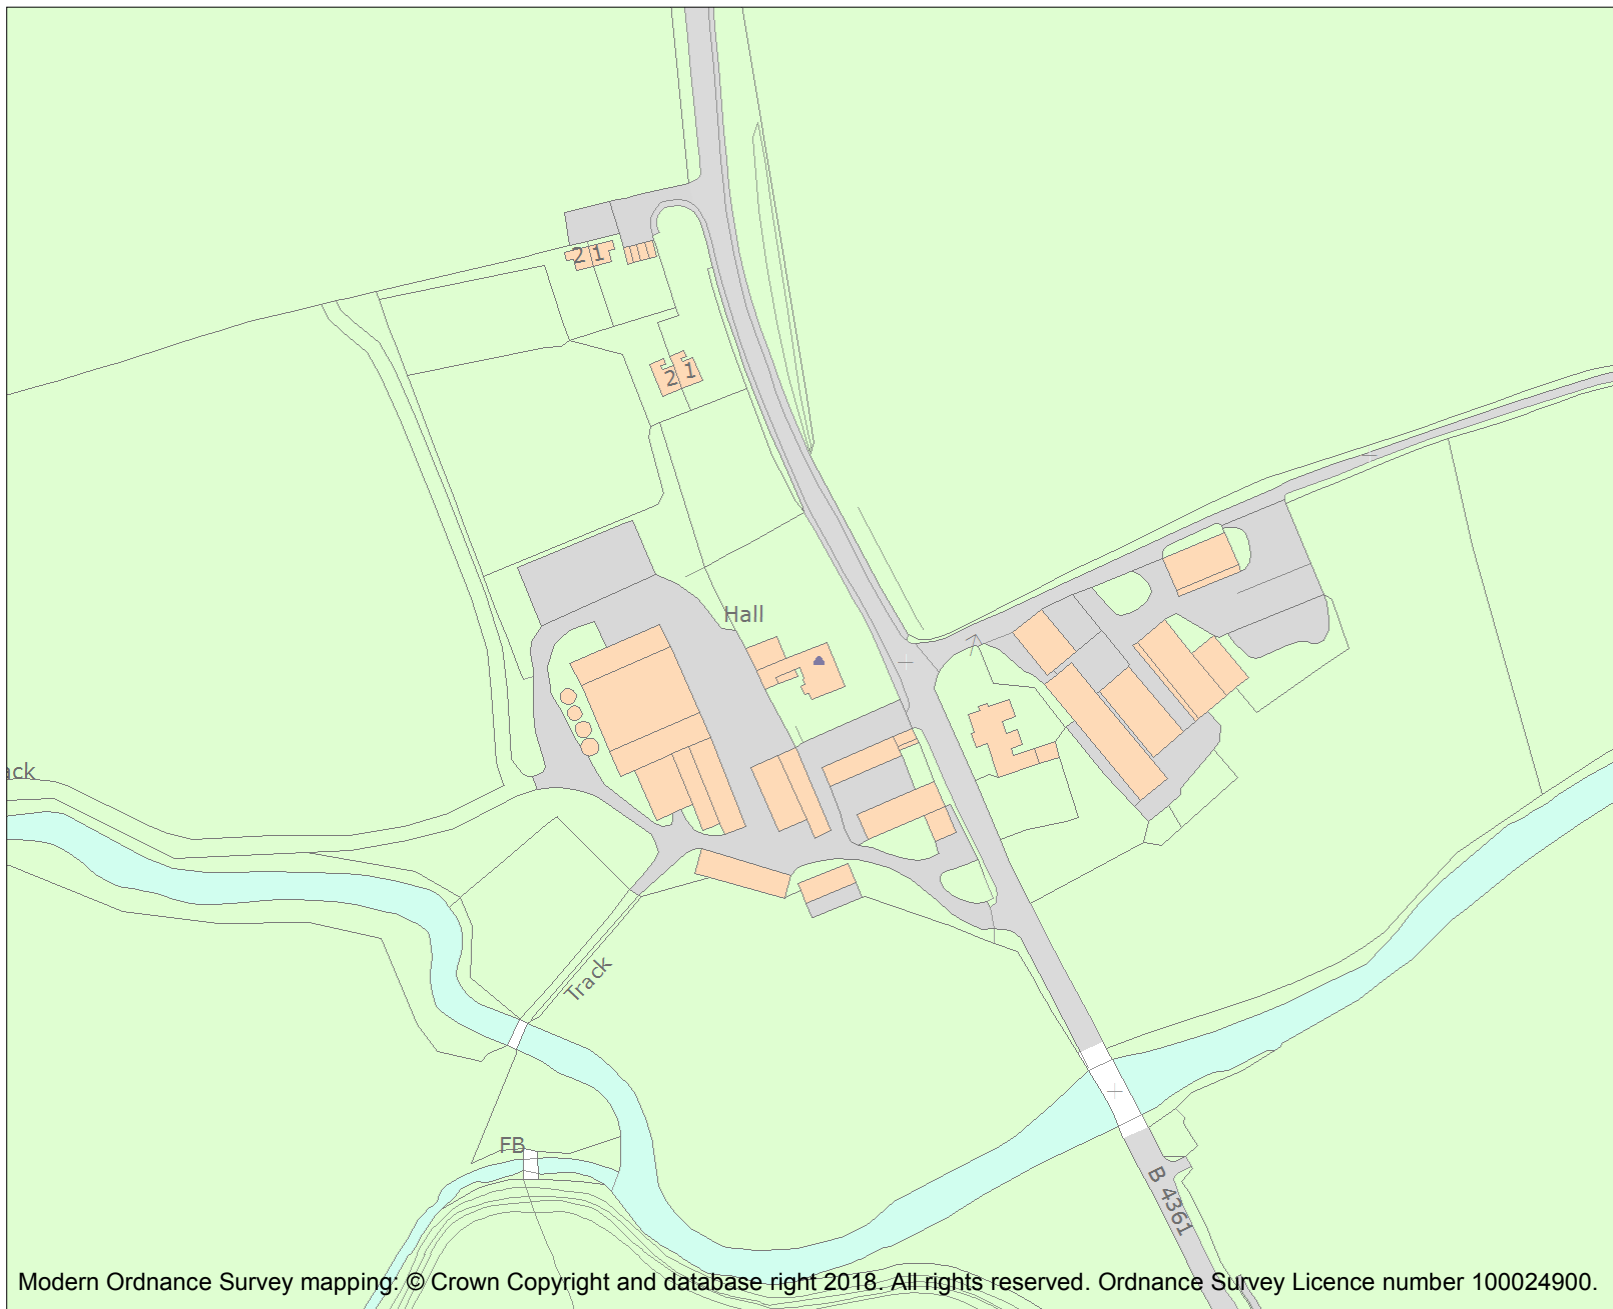 2 1
2 1
Hall
ack
Track
FB
B 4361
Modern Ordnance Survey mapping: © Crown Copyright and database right 2018. All rights reserved. Ordnance Survey Licence number 100024900.